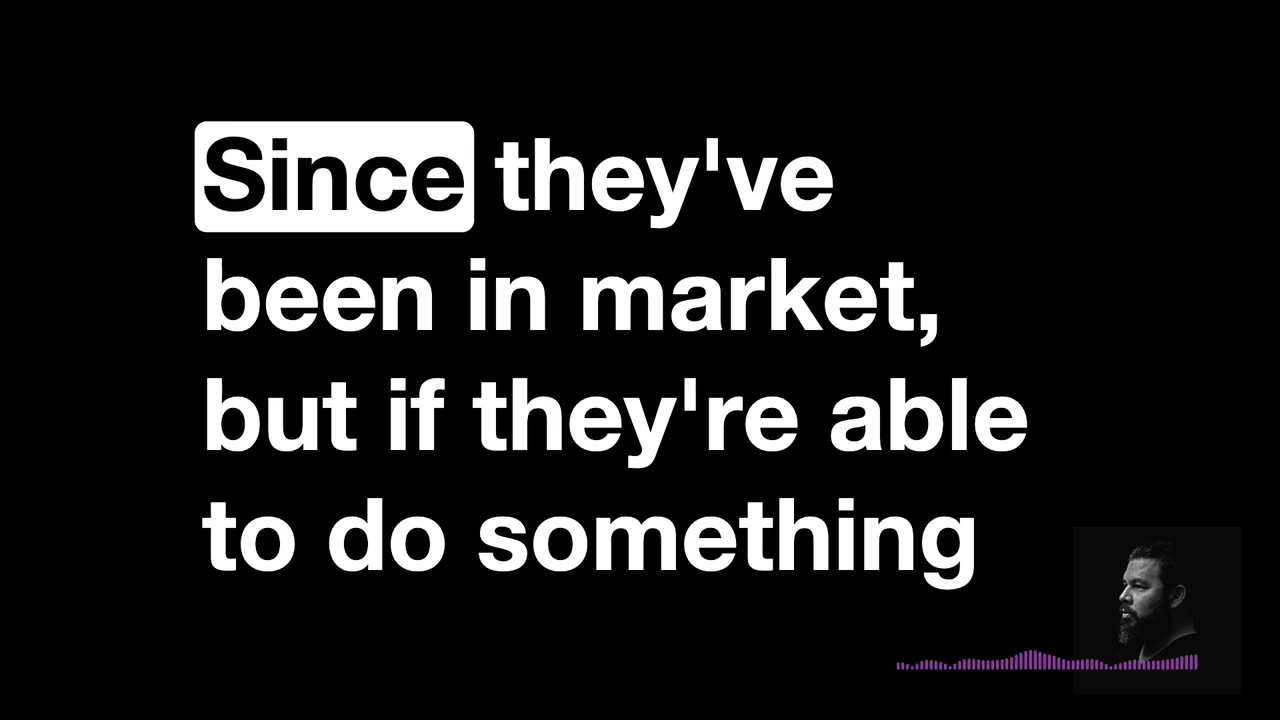 Since they've
been in market,
but if they're able
to do something